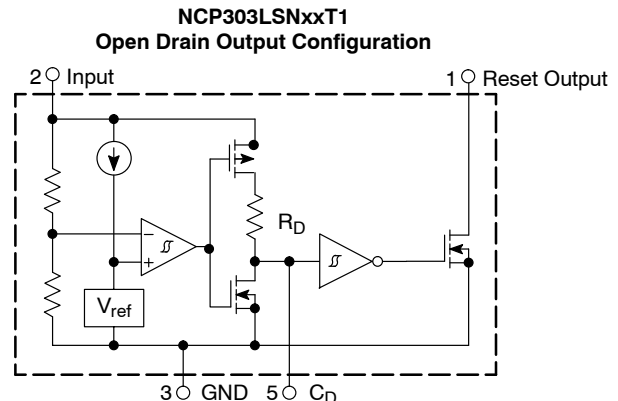 NCP303LSNxxT1
Open Drain Output Configuration
2 Input
1 Reset Output
R_D
−
+
V_ref
3 GND 5 C_D